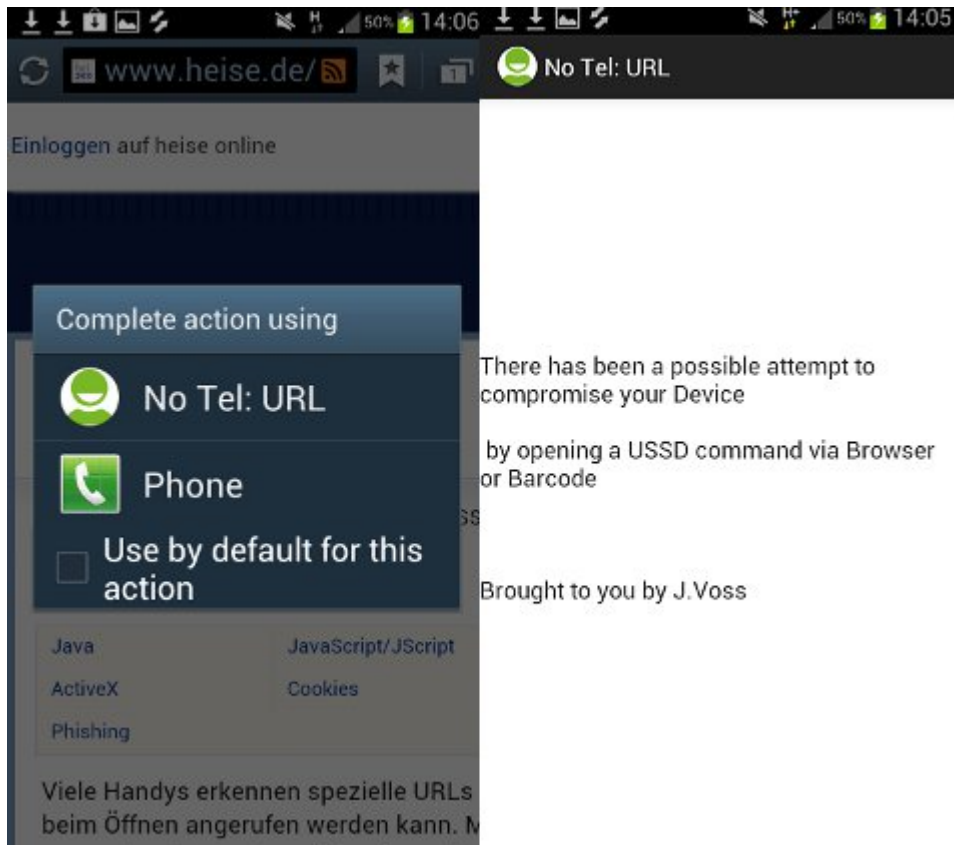 50% 14:06
www.heise.de/
1
Einloggen auf heise online
Complete action using
No Tel: URL
Phone
Use by default for this
action
Java JavaScript/JScript
ActiveX Cookies
Phishing
Viele Handys erkennen spezielle URLs
beim Öffnen angerufen werden kann. M
H+ 50% 14:05
No Tel: URL
There has been a possible attempt to
compromise your Device
by opening a USSD command via Browser
or Barcode
Brought to you by J.Voss